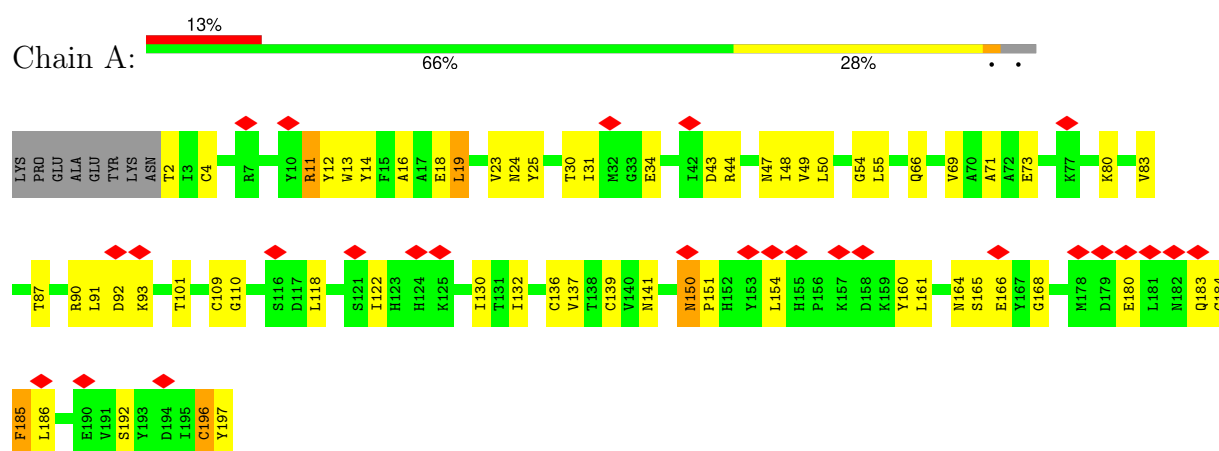 13%
Chain A:
66% 28% • •
LYS PRO GLU ALA GLU TYR LYS ASN T2 I3 C4 R7 Y10 R11 Y12 W13 Y14 F15 A16 A17 E18 L19 V23 N24 Y25 T30 I31 M32 G33 E34 I42 D43 R44 N47 I48 V49 L50 G54 L55 Q66 V69 A70 A71 A72 E73 K77 K80 V83
T87 R90 L91 D92 K93 T101 C109 G110 S116 D117 L118 S121 I122 H123 H124 K125 I130 T131 I132 C136 V137 T138 C139 V140 N141 N150 P151 H152 Y153 L154 H155 P156 K157 D158 K159 Y160 L161 N164 S165 E166 Y167 G168 M178 D179 E180 L181 N182 Q183
F185 L186 E190 V191 S192 Y193 D194 I195 C196 Y197